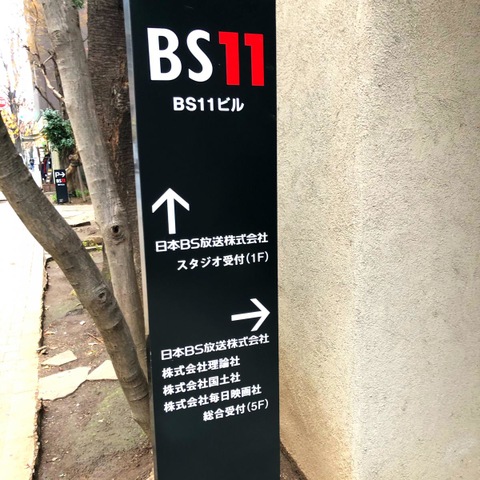 BS11
BS11ビル
↑
日本BS放送株式会社
スタジオ受付(1F)
→
日本BS放送株式会社
株式会社理論社
株式会社国土社
株式会社毎日映画社
総合受付(5F)
P→